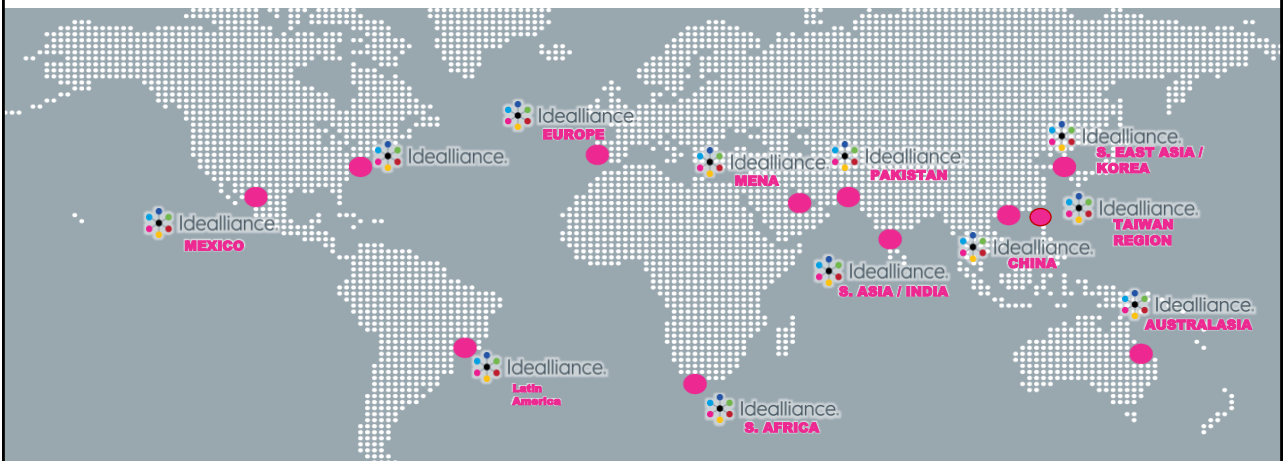 Idealliance.
EUROPE
Idealliance.
Idealliance.
MENA
Idealliance.
PAKISTAN
Idealliance.
S. EAST ASIA /
KOREA
Idealliance.
MEXICO
Idealliance.
TAIWAN
REGION
Idealliance.
CHINA
Idealliance.
S. ASIA / INDIA
Idealliance.
AUSTRALASIA
Idealliance.
Latin
America
Idealliance.
S. AFRICA